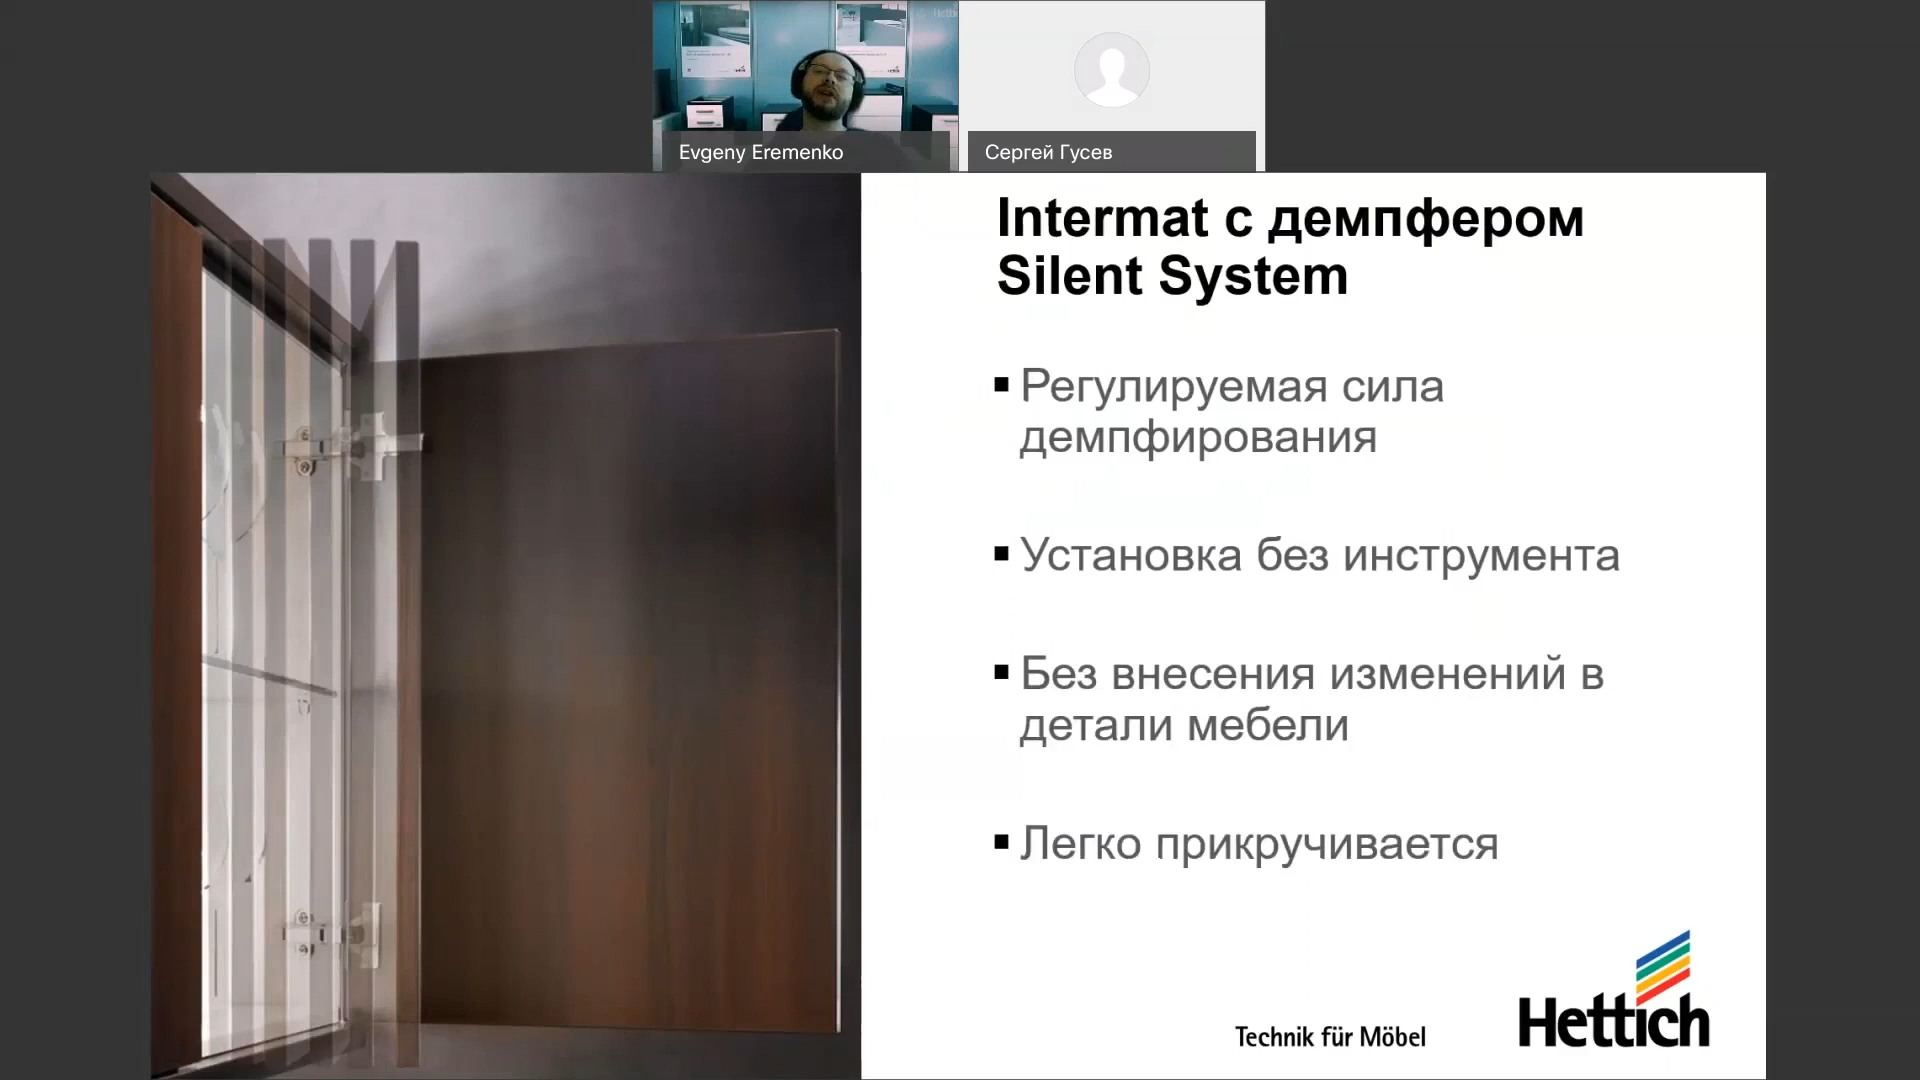 Evgeny Eremenko
Сергей Гусев
Intermat с демпфером
Silent System
▪ Регулируемая сила
демпфирования
▪ Установка без инструмента
▪ Без внесения изменений в
детали мебели
▪ Легко прикручивается
Technik für Möbel
Hettich